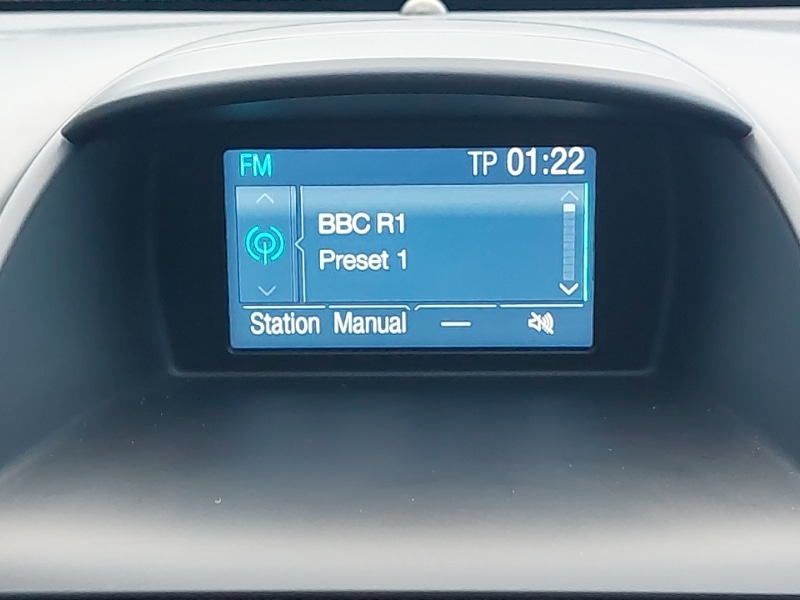 FM TP 01:22
BBC R1
Preset 1
Station Manual